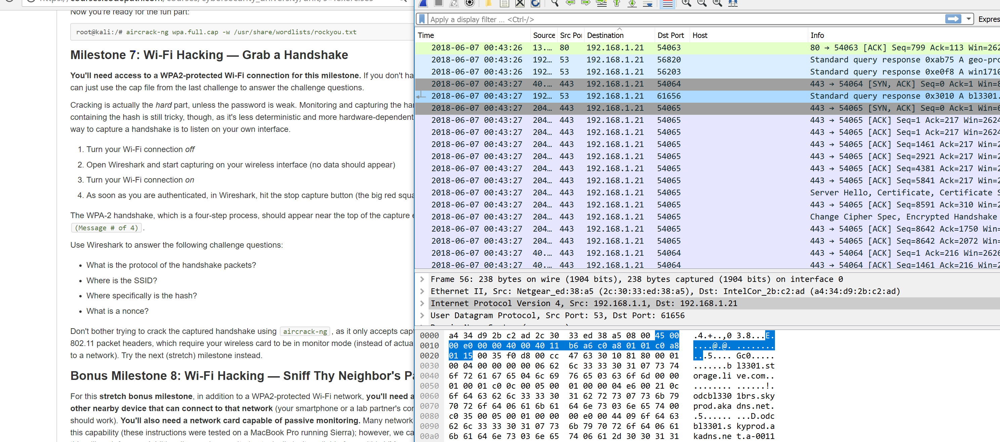 https://courses.codepath.com/courses/cybersecurity_university/unit/
Now you're ready for the fun part:
root@kali:/# aircrack-ng wpa.full.cap -w /usr/share/wordlists/rockyou.txt
Milestone 7: Wi-Fi Hacking — Grab a Handshake
You'll need access to a WPA2-protected Wi-Fi connection for this milestone. If you don't ha
can just use the cap file from the last challenge to answer the challenge questions.
Cracking is actually the hard part, unless the password is weak. Monitoring and capturing the ha
containing the hash is still tricky, though, as it's less deterministic and more hardware-dependent
way to capture a handshake is to listen on your own interface.
1. Turn your Wi-Fi connection off
2. Open Wireshark and start capturing on your wireless interface (no data should appear)
3. Turn your Wi-Fi connection on
4. As soon as you are authenticated, in Wireshark, hit the stop capture button (the big red squa
The WPA-2 handshake, which is a four-step process, should appear near the top of the capture e
(Message # of 4) .
Use Wireshark to answer the following challenge questions:
• What is the protocol of the handshake packets?
• Where is the SSID?
• Where specifically is the hash?
• What is a nonce?
Don't bother trying to crack the captured handshake using aircrack-ng , as it only accepts capt
802.11 packet headers, which require your wireless card to be in monitor mode (instead of actua
to a network). Try the next (stretch) milestone instead.
Bonus Milestone 8: Wi-Fi Hacking — Sniff Thy Neighbor's Pa
For this stretch bonus milestone, in addition to a WPA2-protected Wi-Fi network, you'll need a
other nearby device that can connect to that network (your smartphone or a lab partner's cor
should work). You'll also need a network card capable of passive monitoring. Many network
this capability (these instructions were tested on a MacBook Pro running Sierra); however, we ca
Apply a display filter ... <Ctrl-/>
Expres
Time Source Src Por Destination Dst Port Host Info
2018-06-07 00:43:26 13.… 80 192.168.1.21 54063 80 → 54063 [ACK] Seq=799 Ack=113 Win=262
2018-06-07 00:43:26 192… 53 192.168.1.21 56820 Standard query response 0xab75 A geo-pro
2018-06-07 00:43:26 192… 53 192.168.1.21 56203 Standard query response 0xe0f8 A win1710
2018-06-07 00:43:27 40.… 443 192.168.1.21 54064 443 → 54064 [SYN, ACK] Seq=0 Ack=1 Win=8
2018-06-07 00:43:27 192… 53 192.168.1.21 61656 Standard query response 0x3010 A bl3301.
2018-06-07 00:43:27 204… 443 192.168.1.21 54065 443 → 54065 [SYN, ACK] Seq=0 Ack=1 Win=6
2018-06-07 00:43:27 204… 443 192.168.1.21 54065 443 → 54065 [ACK] Seq=1 Ack=217 Win=2624
2018-06-07 00:43:27 204… 443 192.168.1.21 54065 443 → 54065 [ACK] Seq=1 Ack=217 Win=2624
2018-06-07 00:43:27 204… 443 192.168.1.21 54065 443 → 54065 [ACK] Seq=1461 Ack=217 Win=2
2018-06-07 00:43:27 204… 443 192.168.1.21 54065 443 → 54065 [ACK] Seq=2921 Ack=217 Win=2
2018-06-07 00:43:27 204… 443 192.168.1.21 54065 443 → 54065 [ACK] Seq=4381 Ack=217 Win=2
2018-06-07 00:43:27 204… 443 192.168.1.21 54065 443 → 54065 [ACK] Seq=5841 Ack=217 Win=2
2018-06-07 00:43:27 204… 443 192.168.1.21 54065 Server Hello, Certificate, Certificate S
2018-06-07 00:43:27 204… 443 192.168.1.21 54065 443 → 54065 [ACK] Seq=8591 Ack=310 Win=2
2018-06-07 00:43:27 204… 443 192.168.1.21 54065 Change Cipher Spec, Encrypted Handshake
2018-06-07 00:43:27 204… 443 192.168.1.21 54065 443 → 54065 [ACK] Seq=8642 Ack=1750 Win=
2018-06-07 00:43:27 204… 443 192.168.1.21 54065 443 → 54065 [ACK] Seq=8642 Ack=2072 Win=
2018-06-07 00:43:27 40.… 443 192.168.1.21 54064 443 → 54064 [ACK] Seq=1 Ack=216 Win=2626
2018-06-07 00:43:27 40.… 443 192.168.1.21 54064 443 → 54064 [ACK] Seq=1461 Ack=216 Win=2
Frame 56: 238 bytes on wire (1904 bits), 238 bytes captured (1904 bits) on interface 0
Ethernet II, Src: Netgear_ed:38:a5 (2c:30:33:ed:38:a5), Dst: IntelCor_2b:c2:ad (a4:34:d9:2b:c2:ad)
Internet Protocol Version 4, Src: 192.168.1.1, Dst: 192.168.1.21
User Datagram Protocol, Src Port: 53, Dst Port: 61656
0000 a4 34 d9 2b c2 ad 2c 30 33 ed 38 a5 08 00 45 00 .4.+..,0 3.8...E.
0010 00 e0 00 00 40 00 40 11 b6 a6 c0 a8 01 01 c0 a8 ....@.@. ........
0020 01 15 00 35 f0 d8 00 cc 47 63 30 10 81 80 00 01 ...5.... Gc0.....
0030 00 04 00 00 00 00 06 62 6c 33 33 30 31 07 73 74 .......b l3301.st
0040 6f 72 61 67 65 04 6c 69 76 65 03 63 6f 6d 00 00 orage.li ve.com..
0050 01 00 01 c0 0c 00 05 00 01 00 00 04 e6 00 21 0c ........ ......!.
0060 6f 64 63 62 6c 33 33 30 31 62 72 73 07 73 6b 79 odcbl330 1brs.sky
0070 70 72 6f 64 06 61 6b 61 64 6e 73 03 6e 65 74 00 prod.aka dns.net.
0080 c0 35 00 05 00 01 00 00 00 e0 00 44 09 6f 64 63 .5...... ...D.odc
0090 62 6c 33 33 30 31 07 73 6b 79 70 72 6f 64 06 61 bl3301.s kyprod.a
00a0 6b 61 64 6e 73 03 6e 65 74 06 61 2d 30 30 31 31 kadns.ne t.a-0011